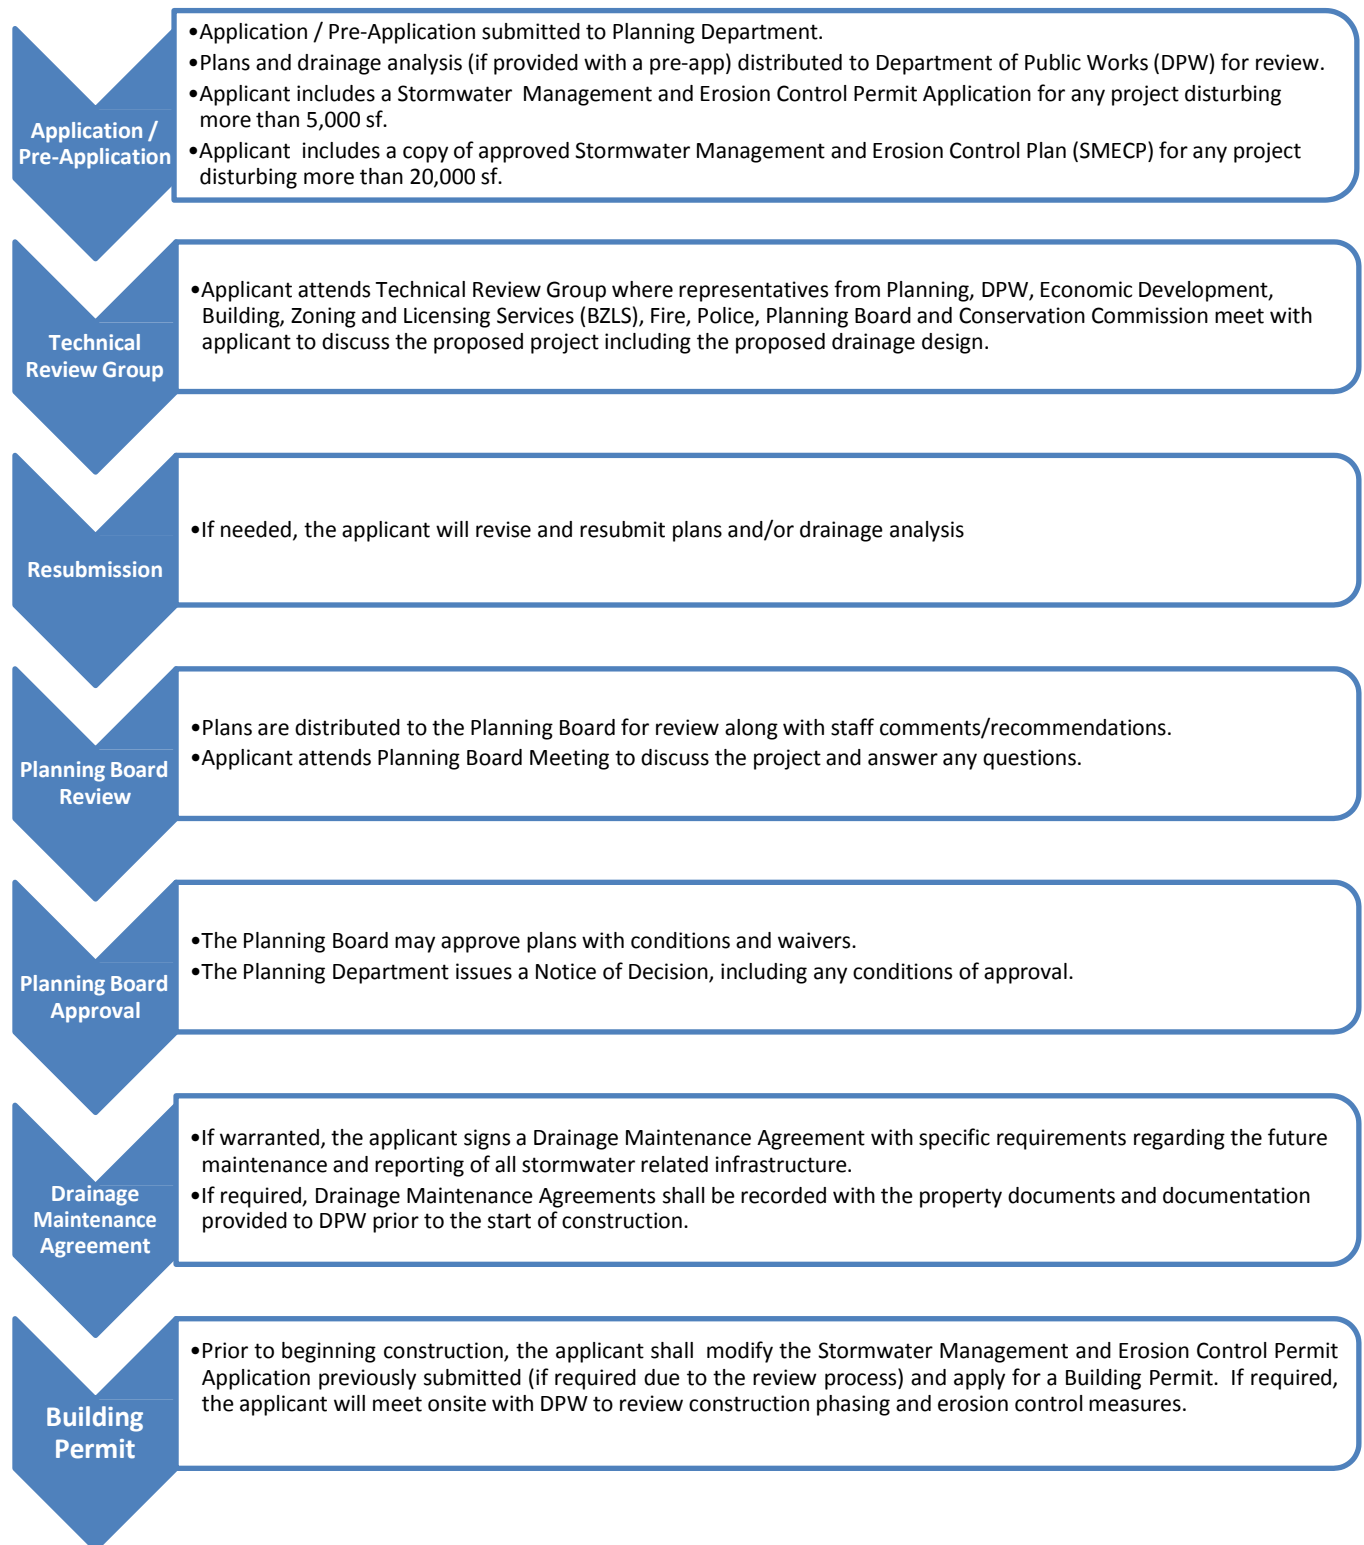 Application /
Pre-Application
•Application / Pre-Application submitted to Planning Department.
•Plans and drainage analysis (if provided with a pre-app) distributed to Department of Public Works (DPW) for review.
•Applicant includes a Stormwater Management and Erosion Control Permit Application for any project disturbing
more than 5,000 sf.
•Applicant includes a copy of approved Stormwater Management and Erosion Control Plan (SMECP) for any project
disturbing more than 20,000 sf.
Technical
Review Group
•Applicant attends Technical Review Group where representatives from Planning, DPW, Economic Development,
Building, Zoning and Licensing Services (BZLS), Fire, Police, Planning Board and Conservation Commission meet with
applicant to discuss the proposed project including the proposed drainage design.
Resubmission
•If needed, the applicant will revise and resubmit plans and/or drainage analysis
Planning Board
Review
•Plans are distributed to the Planning Board for review along with staff comments/recommendations.
•Applicant attends Planning Board Meeting to discuss the project and answer any questions.
Planning Board
Approval
•The Planning Board may approve plans with conditions and waivers.
•The Planning Department issues a Notice of Decision, including any conditions of approval.
Drainage
Maintenance
Agreement
•If warranted, the applicant signs a Drainage Maintenance Agreement with specific requirements regarding the future
maintenance and reporting of all stormwater related infrastructure.
•If required, Drainage Maintenance Agreements shall be recorded with the property documents and documentation
provided to DPW prior to the start of construction.
Building
Permit
•Prior to beginning construction, the applicant shall modify the Stormwater Management and Erosion Control Permit
Application previously submitted (if required due to the review process) and apply for a Building Permit. If required,
the applicant will meet onsite with DPW to review construction phasing and erosion control measures.